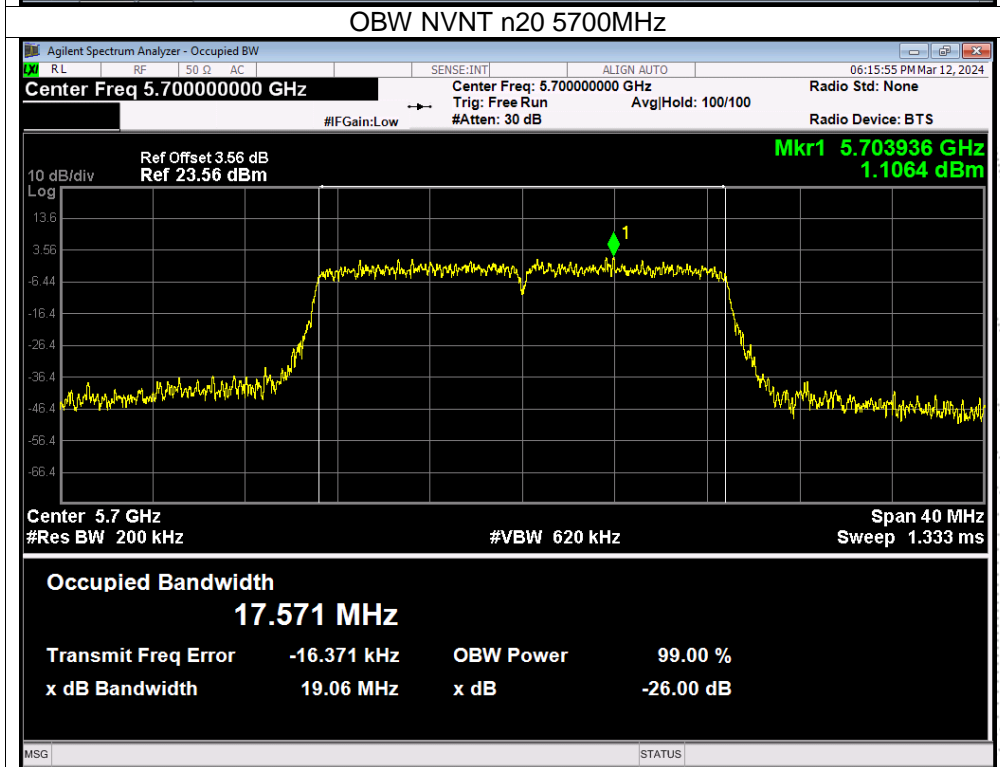 OBW NVNT n20 5700MHz
Agilent Spectrum Analyzer - Occupied BW
LXI RL RF 50 Ω AC SENSE:INT ALIGN AUTO 06:15:55 PM Mar 12, 2024
Center Freq 5.700000000 GHz Center Freq: 5.700000000 GHz Radio Std: None
Trig: Free Run Avg|Hold: 100/100
#IFGain:Low #Atten: 30 dB Radio Device: BTS
Ref Offset 3.56 dB Mkr1 5.703936 GHz
10 dB/div Ref 23.56 dBm 1.1064 dBm
Log
13.6
1
3.56
-6.44
-16.4
-26.4
-36.4
-46.4
-56.4
-66.4
Center 5.7 GHz Span 40 MHz
#Res BW 200 kHz #VBW 620 kHz Sweep 1.333 ms
Occupied Bandwidth
17.571 MHz
Transmit Freq Error -16.371 kHz OBW Power 99.00 %
x dB Bandwidth 19.06 MHz x dB -26.00 dB
MSG STATUS